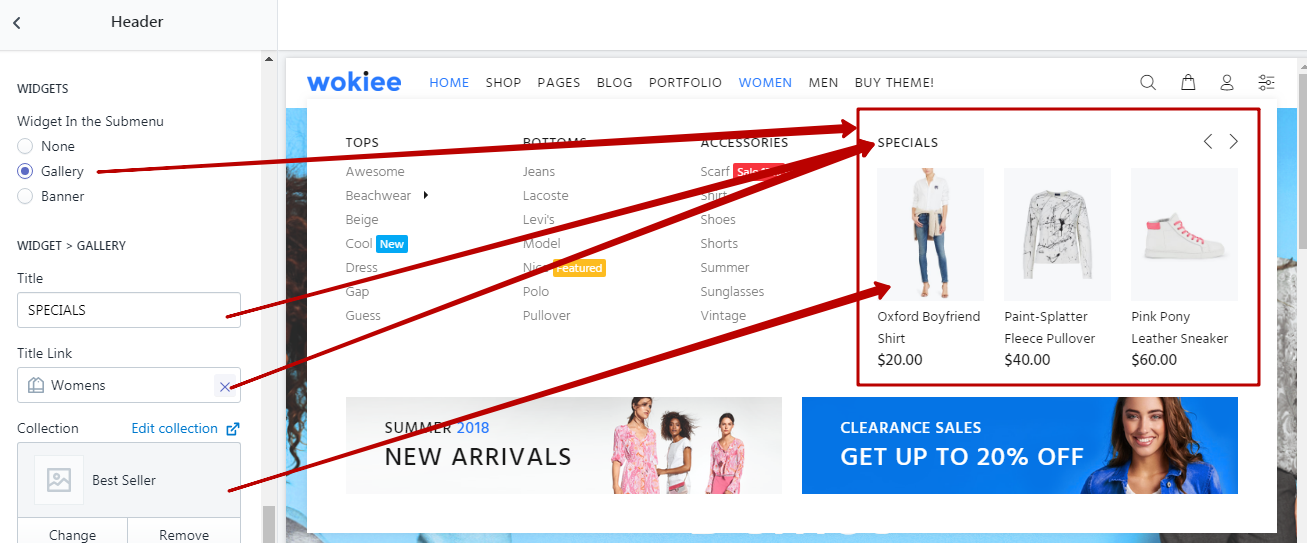 Header
WIDGETS
Widget In the Submenu
None
Gallery
Banner
WIDGET > GALLERY
Title
SPECIALS
Title Link
Womens
Collection Edit collection
Best Seller
Change Remove
wokiee HOME SHOP PAGES BLOG PORTFOLIO WOMEN MEN BUY THEME!
TOPS
Awesome
Beachwear
Beige
Cool New
Dress
Gap
Guess
BOTTOMS
Jeans
Lacoste
Levi's
Model
Nice Featured
Polo
Pullover
ACCESSORIES
Scarf
Shirt
Shoes
Shorts
Summer
Sunglasses
Vintage
SPECIALS
Oxford Boyfriend
Shirt
$20.00
Paint-Splatter
Fleece Pullover
$40.00
Pink Pony
Leather Sneaker
$60.00
SUMMER 2018
NEW ARRIVALS
CLEARANCE SALES
GET UP TO 20% OFF